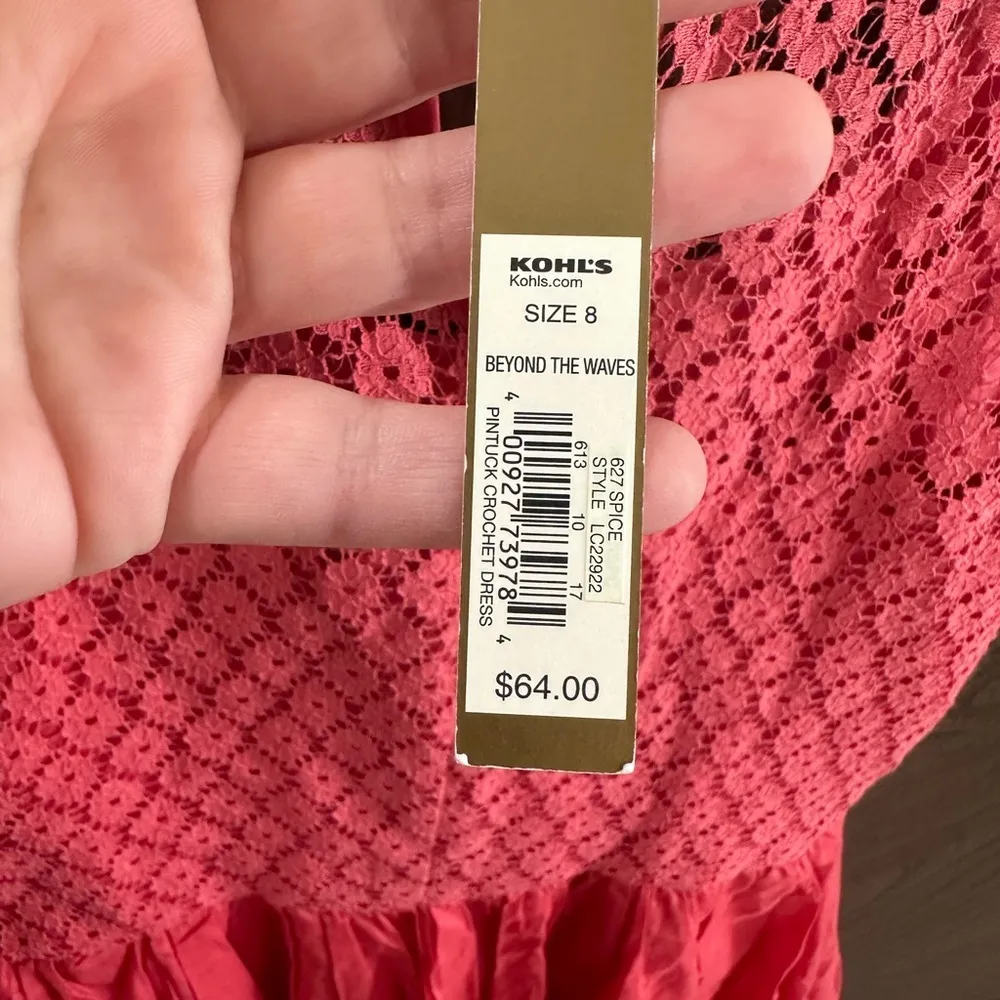 KOHL'S
Kohls.com
SIZE 8
BEYOND THE WAVES
627 SPICE
STYLE LC22922
613 10 17
4 00927 73978 4
PINTUCK CROCHET DRESS
$64.00